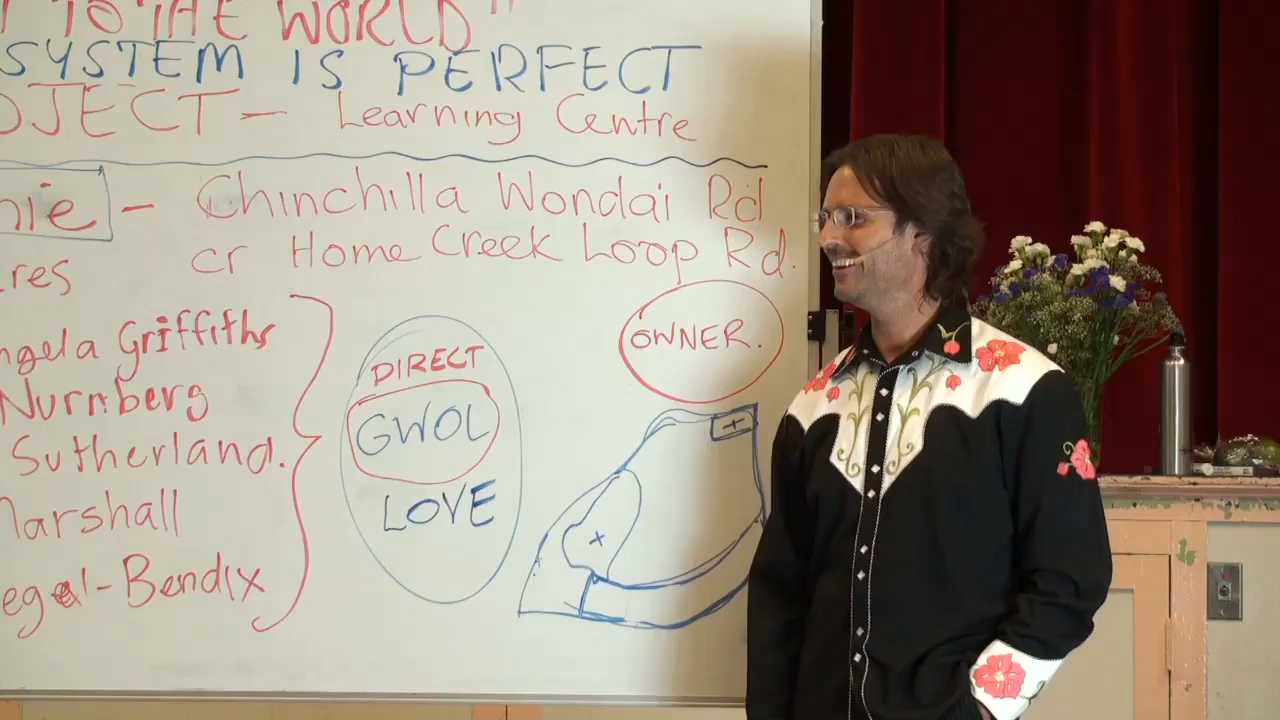 TO THE WORLD"
SYSTEM IS PERFECT
OJECT - Learning Centre
nie - Chinchilla Wondai Rd
cr Home Creek Loop Rd.
res
ngela Griffiths
Nurnberg
Sutherland.
Marshall
egal-Bendix
DIRECT
GWOL
LOVE
OWNER.
+
x